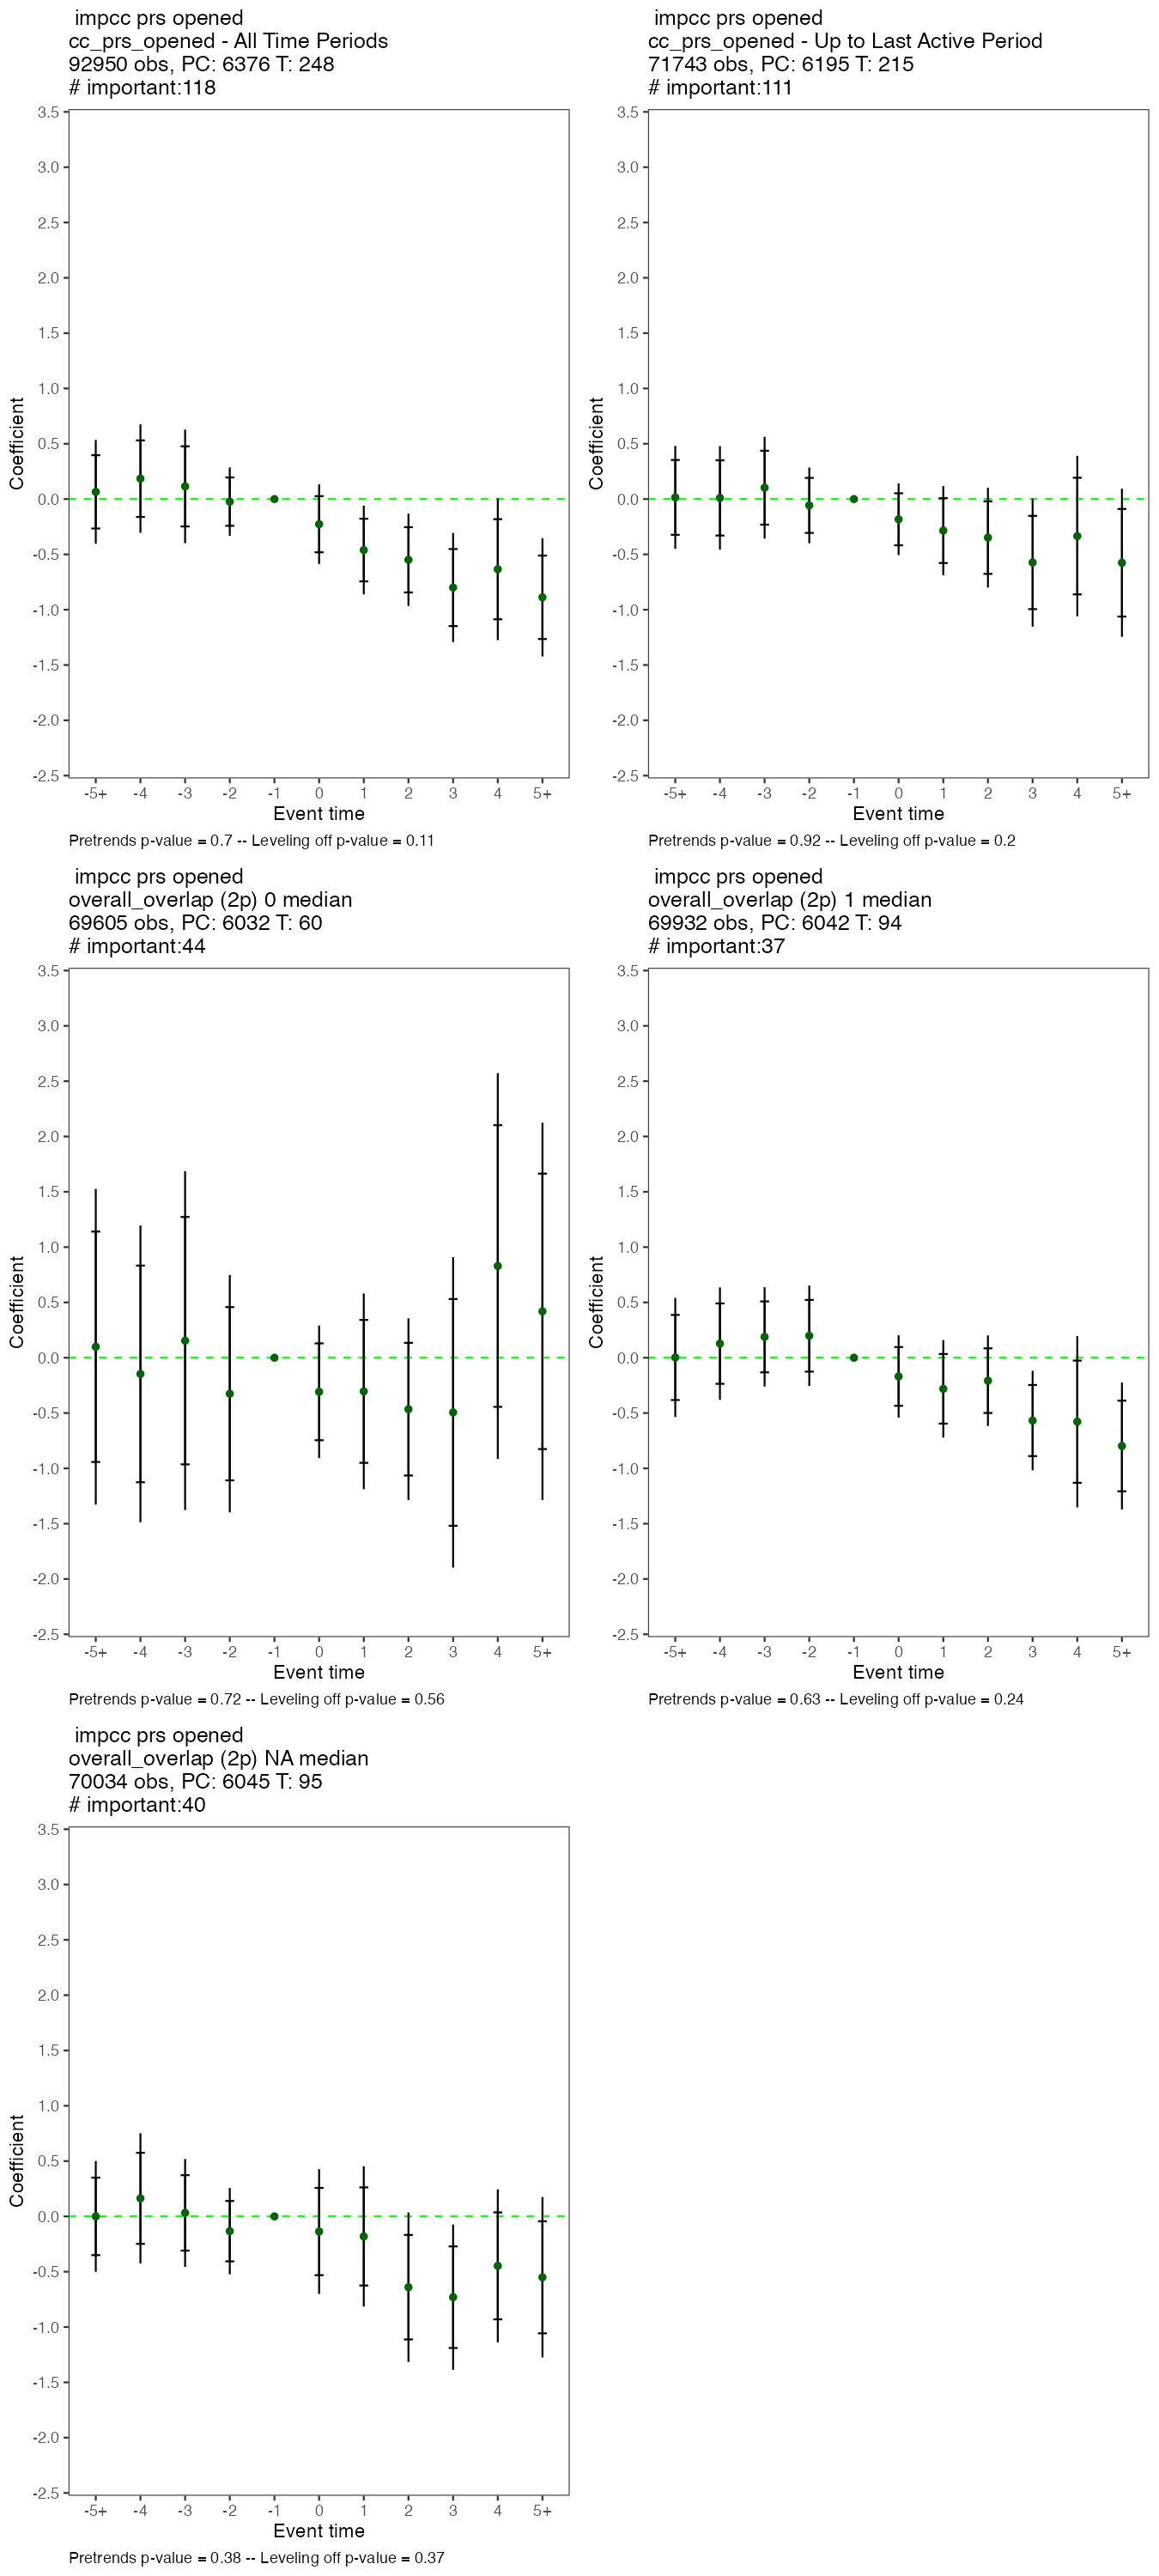 impcc prs opened
cc_prs_opened - All Time Periods
92950 obs, PC: 6376 T: 248
# important:118
3.5
3.0
2.5
2.0
1.5
1.0
0.5
0.0
-0.5
-1.0
-1.5
-2.0
-2.5
Coefficient
-5+ -4 -3 -2 -1 0 1 2 3 4 5+
Event time
Pretrends p-value = 0.7 -- Leveling off p-value = 0.11
impcc prs opened
cc_prs_opened - Up to Last Active Period
71743 obs, PC: 6195 T: 215
# important:111
3.5
3.0
2.5
2.0
1.5
1.0
0.5
0.0
-0.5
-1.0
-1.5
-2.0
-2.5
Coefficient
-5+ -4 -3 -2 -1 0 1 2 3 4 5+
Event time
Pretrends p-value = 0.92 -- Leveling off p-value = 0.2
impcc prs opened
overall_overlap (2p) 0 median
69605 obs, PC: 6032 T: 60
# important:44
3.5
3.0
2.5
2.0
1.5
1.0
0.5
0.0
-0.5
-1.0
-1.5
-2.0
-2.5
Coefficient
-5+ -4 -3 -2 -1 0 1 2 3 4 5+
Event time
Pretrends p-value = 0.72 -- Leveling off p-value = 0.56
impcc prs opened
overall_overlap (2p) 1 median
69932 obs, PC: 6042 T: 94
# important:37
3.5
3.0
2.5
2.0
1.5
1.0
0.5
0.0
-0.5
-1.0
-1.5
-2.0
-2.5
Coefficient
-5+ -4 -3 -2 -1 0 1 2 3 4 5+
Event time
Pretrends p-value = 0.63 -- Leveling off p-value = 0.24
impcc prs opened
overall_overlap (2p) NA median
70034 obs, PC: 6045 T: 95
# important:40
3.5
3.0
2.5
2.0
1.5
1.0
0.5
0.0
-0.5
-1.0
-1.5
-2.0
-2.5
Coefficient
-5+ -4 -3 -2 -1 0 1 2 3 4 5+
Event time
Pretrends p-value = 0.38 -- Leveling off p-value = 0.37